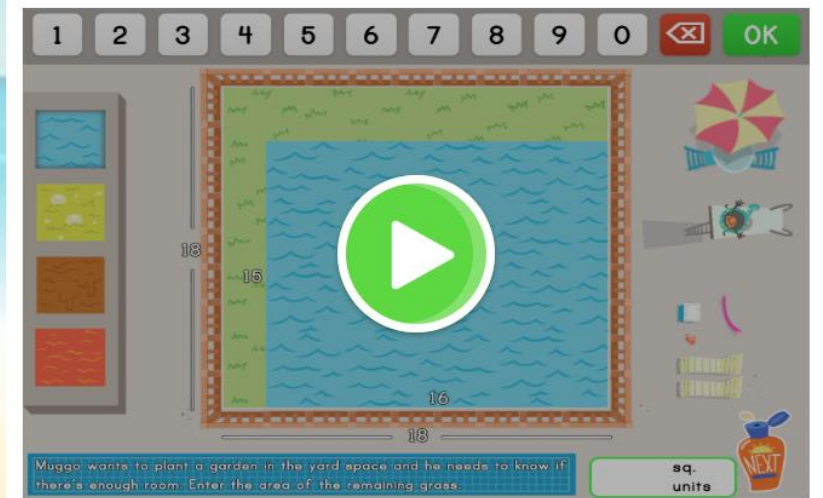 1 2 3 4 5 6 7 8 9 0 OK
18
15
16
18
Muggo wants to plant a garden in the yard space and he needs to know if
there's enough room. Enter the area of the remaining grass.
sq.
units
NEXT